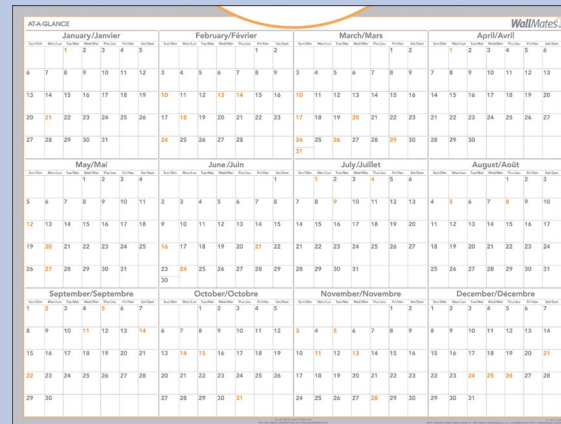 AT-A-GLANCE WallMates
January/Janvier February/Février March/Mars April/Avril
1 2 3 4 5 1 2 1 2 1 2 3 4 5 6
6 7 8 9 10 11 12 3 4 5 6 7 8 9 3 4 5 6 7 8 9 7 8 9 10 11 12 13
13 14 15 16 17 18 19 10 11 12 13 14 15 16 10 11 12 13 14 15 16 14 15 16 17 18 19 20
20 21 22 23 24 25 26 17 18 19 20 21 22 23 17 18 19 20 21 22 23 21 22 23 24 25 26 27
27 28 29 30 31 24 25 26 27 28 24 25 26 27 28 29 30 28 29 30
31
May/Mai June/Juin July/Juillet August/Août
1 2 3 4 1 1 2 3 4 5 6 1 2 3
5 6 7 8 9 10 11 2 3 4 5 6 7 8 7 8 9 10 11 12 13 4 5 6 7 8 9 10
12 13 14 15 16 17 18 9 10 11 12 13 14 15 14 15 16 17 18 19 20 11 12 13 14 15 16 17
19 20 21 22 23 24 25 16 17 18 19 20 21 22 21 22 23 24 25 26 27 18 19 20 21 22 23 24
26 27 28 29 30 31 23 24 25 26 27 28 29 28 29 30 31 25 26 27 28 29 30 31
30
September/Septembre October/Octobre November/Novembre December/Décembre
1 2 3 4 5 6 7 1 2 3 4 5 1 2 1 2 3 4 5 6 7
8 9 10 11 12 13 14 6 7 8 9 10 11 12 3 4 5 6 7 8 9 8 9 10 11 12 13 14
15 16 17 18 19 20 21 13 14 15 16 17 18 19 10 11 12 13 14 15 16 15 16 17 18 19 20 21
22 23 24 25 26 27 28 20 21 22 23 24 25 26 17 18 19 20 21 22 23 22 23 24 25 26 27 28
29 30 27 28 29 30 31 24 25 26 27 28 29 30 29 30 31